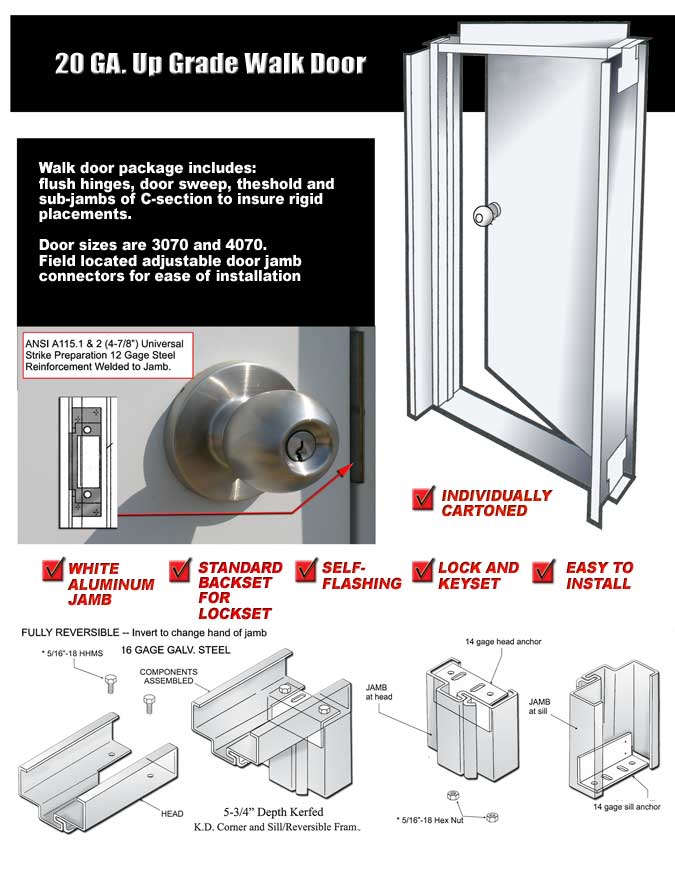 20 GA. Up Grade Walk Door
Walk door package includes:
flush hinges, door sweep, theshold and
sub-jambs of C-section to insure rigid
placements.
Door sizes are 3070 and 4070.
Field located adjustable door jamb
connectors for ease of installation
ANSI A115.1 & 2 (4-7/8") Universal
Strike Preparation 12 Gage Steel
Reinforcement Welded to Jamb.
INDIVIDUALLY
CARTONED
WHITE
ALUMINUM
JAMB
STANDARD
BACKSET
FOR
LOCKSET
SELF-
FLASHING
LOCK AND
KEYSET
EASY TO
INSTALL
FULLY REVERSIBLE -- Invert to change hand of jamb
* 5/16"-18 HHMS
16 GAGE GALV. STEEL
COMPONENTS
ASSEMBLED
HEAD
5-3/4” Depth Kerfed
K.D. Corner and Sill/Reversible Fram..
14 gage head anchor
JAMB
at head
* 5/16"-18 Hex Nut
JAMB
at sill
14 gage sill anchor